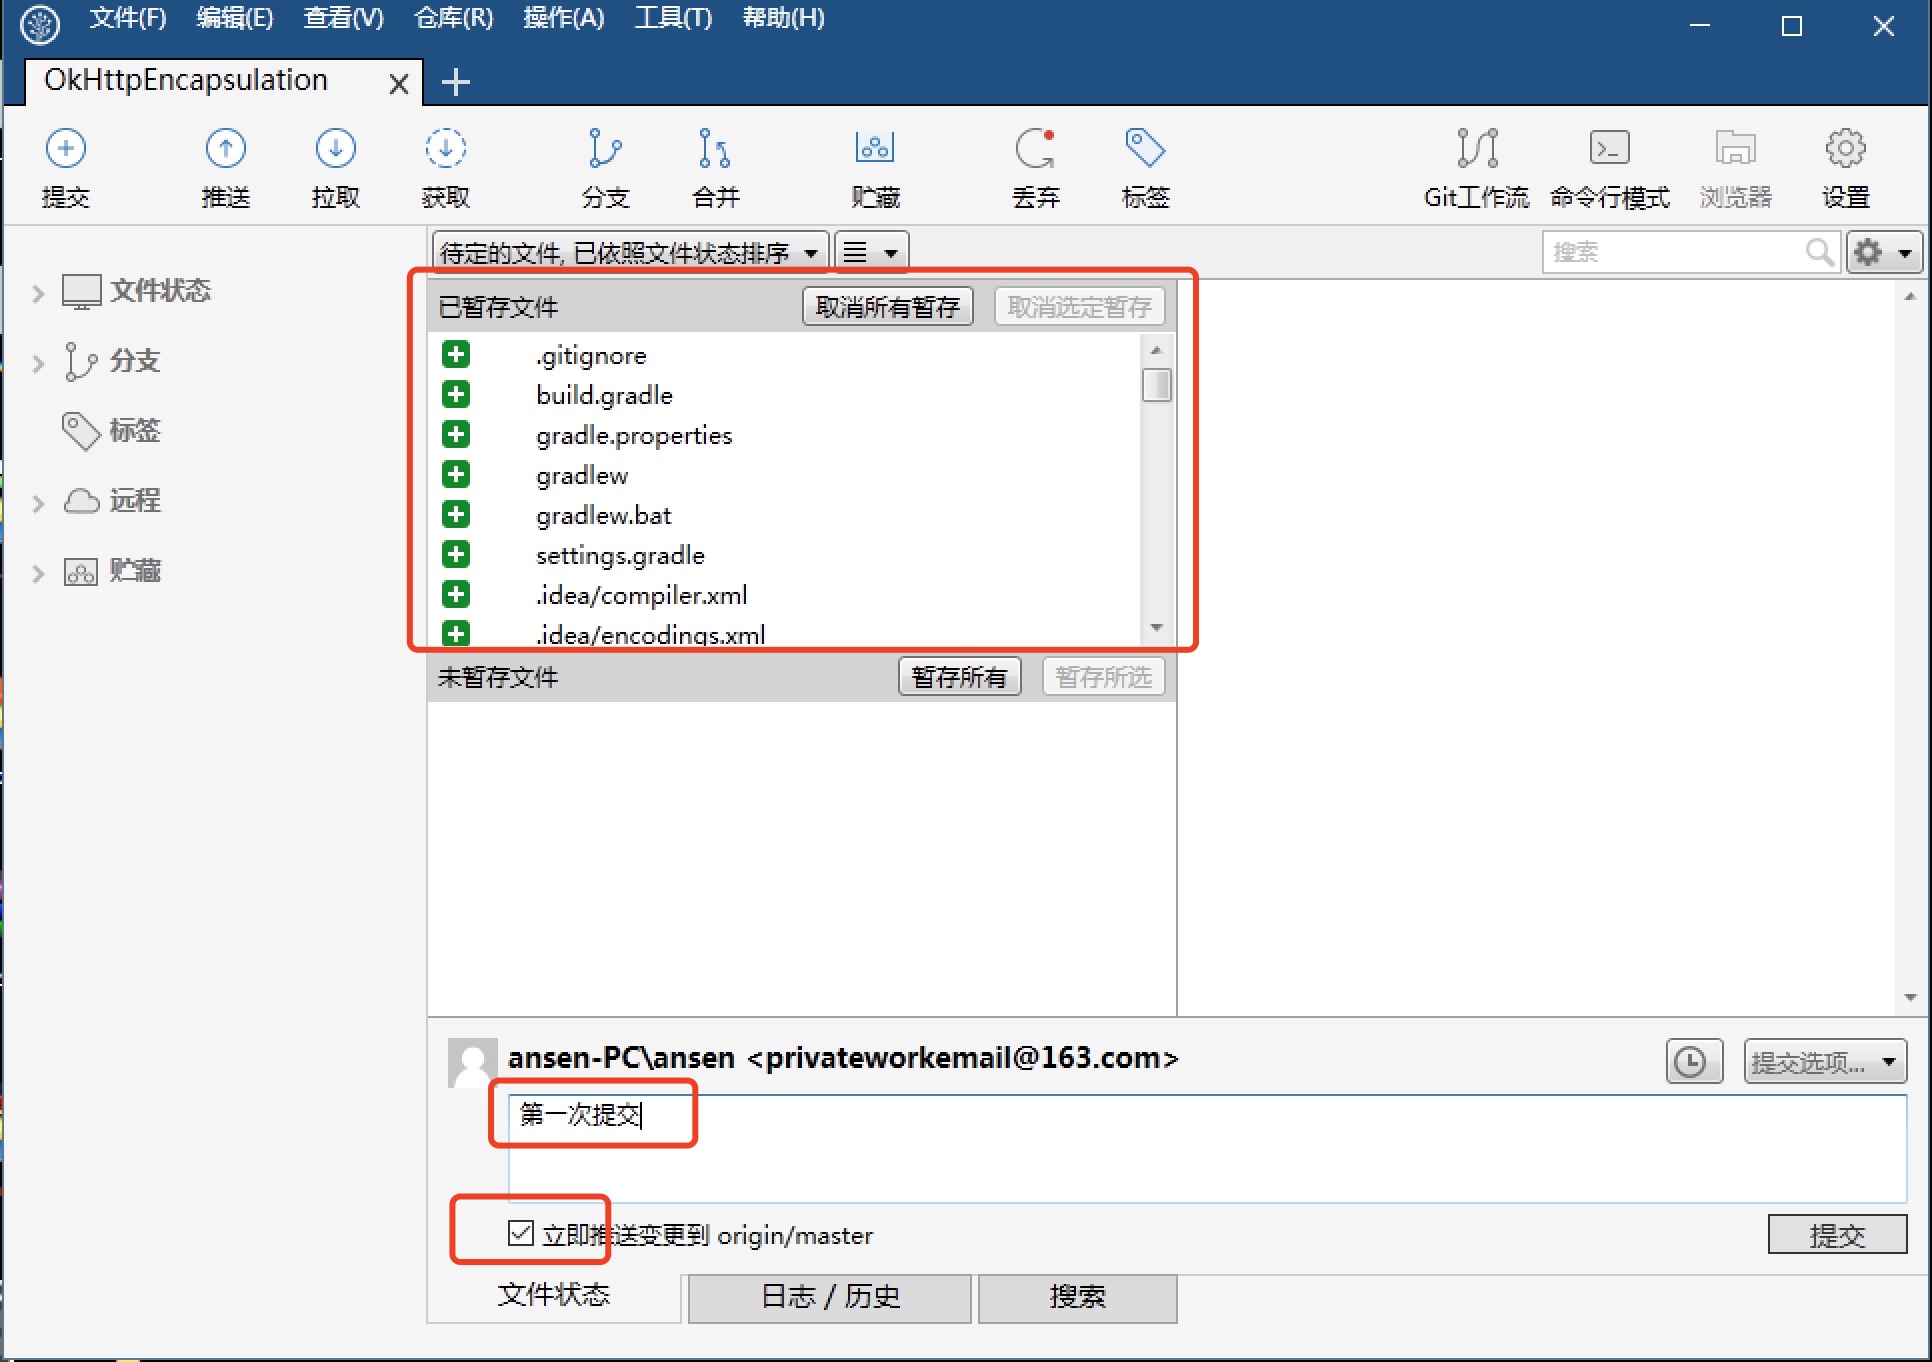 文件(F) 编辑(E) 查看(V) 仓库(R) 操作(A) 工具(T) 帮助(H)
OkHttpEncapsulation
提交 推送 拉取 获取 分支 合并 贮藏 丢弃 标签 Git工作流 命令行模式 浏览器 设置
待定的文件, 已依照文件状态排序
搜索
文件状态
分支
标签
远程
贮藏
已暂存文件 取消所有暂存 取消选定暂存
.gitignore
build.gradle
gradle.properties
gradlew
gradlew.bat
settings.gradle
.idea/compiler.xml
.idea/encodings.xml
未暂存文件 暂存所有 暂存所选
ansen-PC\ansen <privateworkemail@163.com>
提交选项...
第一次提交
立即推送变更到 origin/master
提交
文件状态 日志 / 历史 搜索